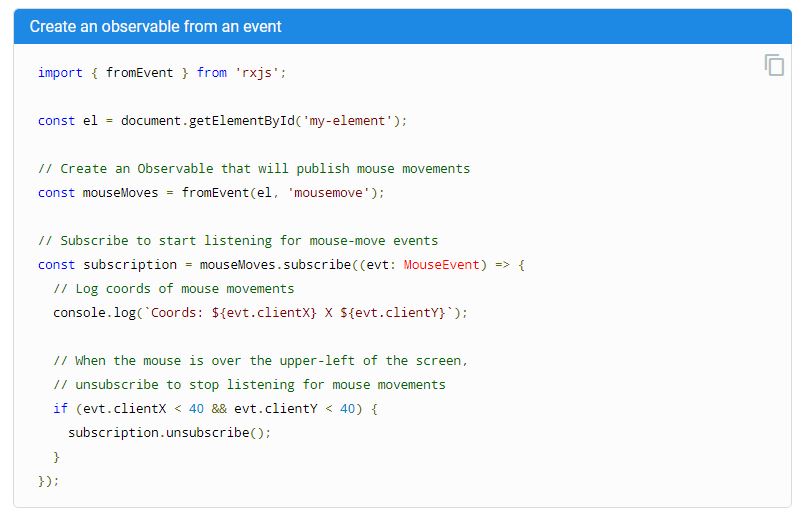 Create an observable from an event
import { fromEvent } from 'rxjs';
const el = document.getElementById('my-element');
// Create an Observable that will publish mouse movements
const mouseMoves = fromEvent(el, 'mousemove');
// Subscribe to start listening for mouse-move events
const subscription = mouseMoves.subscribe((evt: MouseEvent) => {
// Log coords of mouse movements
console.log(`Coords: ${evt.clientX} X ${evt.clientY}`);
// When the mouse is over the upper-left of the screen,
// unsubscribe to stop listening for mouse movements
if (evt.clientX < 40 && evt.clientY < 40) {
subscription.unsubscribe();
}
});